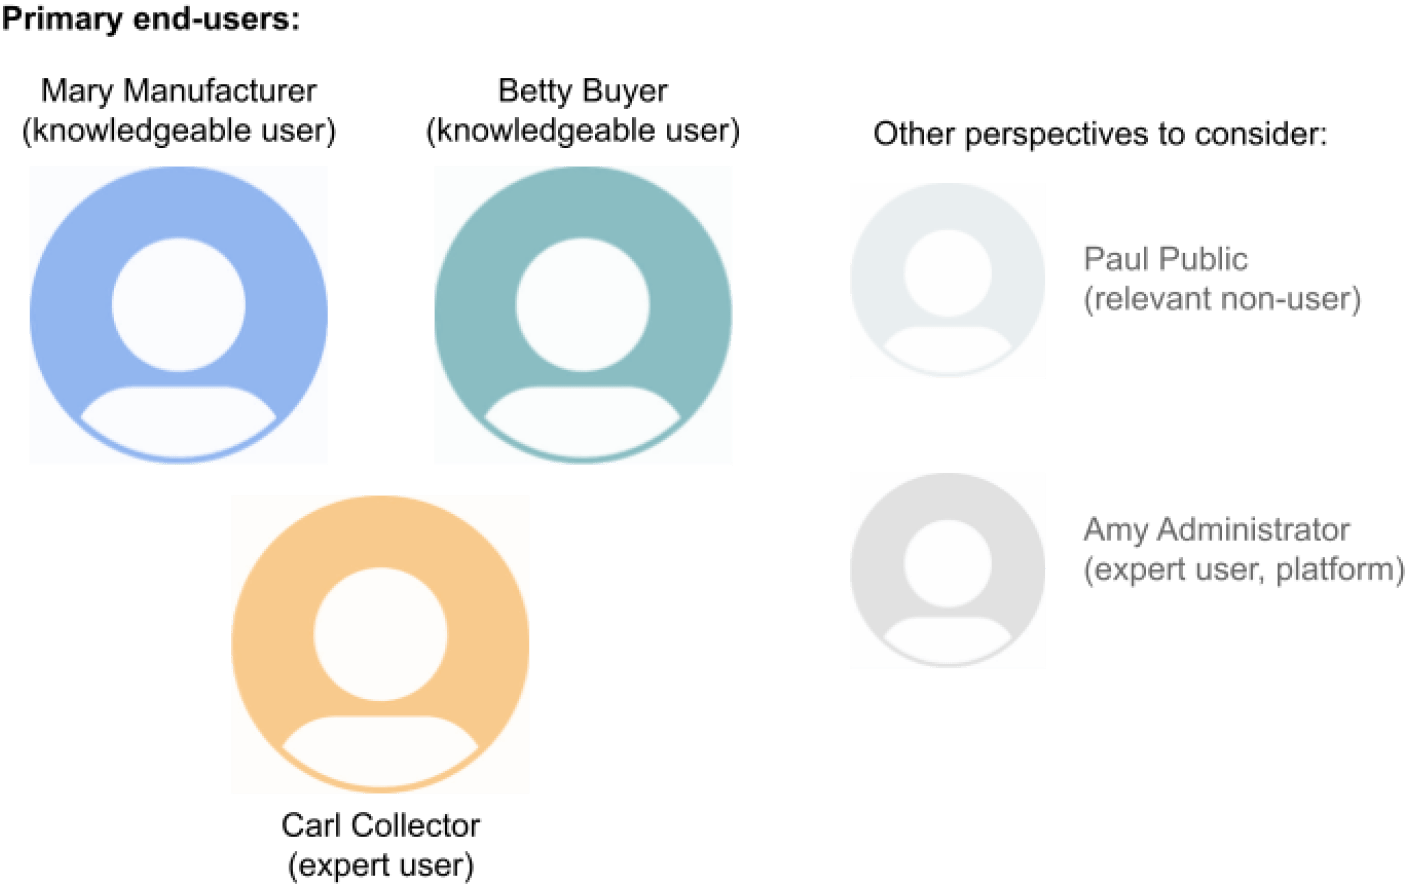 Primary end-users:
Mary Manufacturer
(knowledgeable user)
Betty Buyer
(knowledgeable user)
Carl Collector
(expert user)
Other perspectives to consider:
Paul Public
(relevant non-user)
Amy Administrator
(expert user, platform)